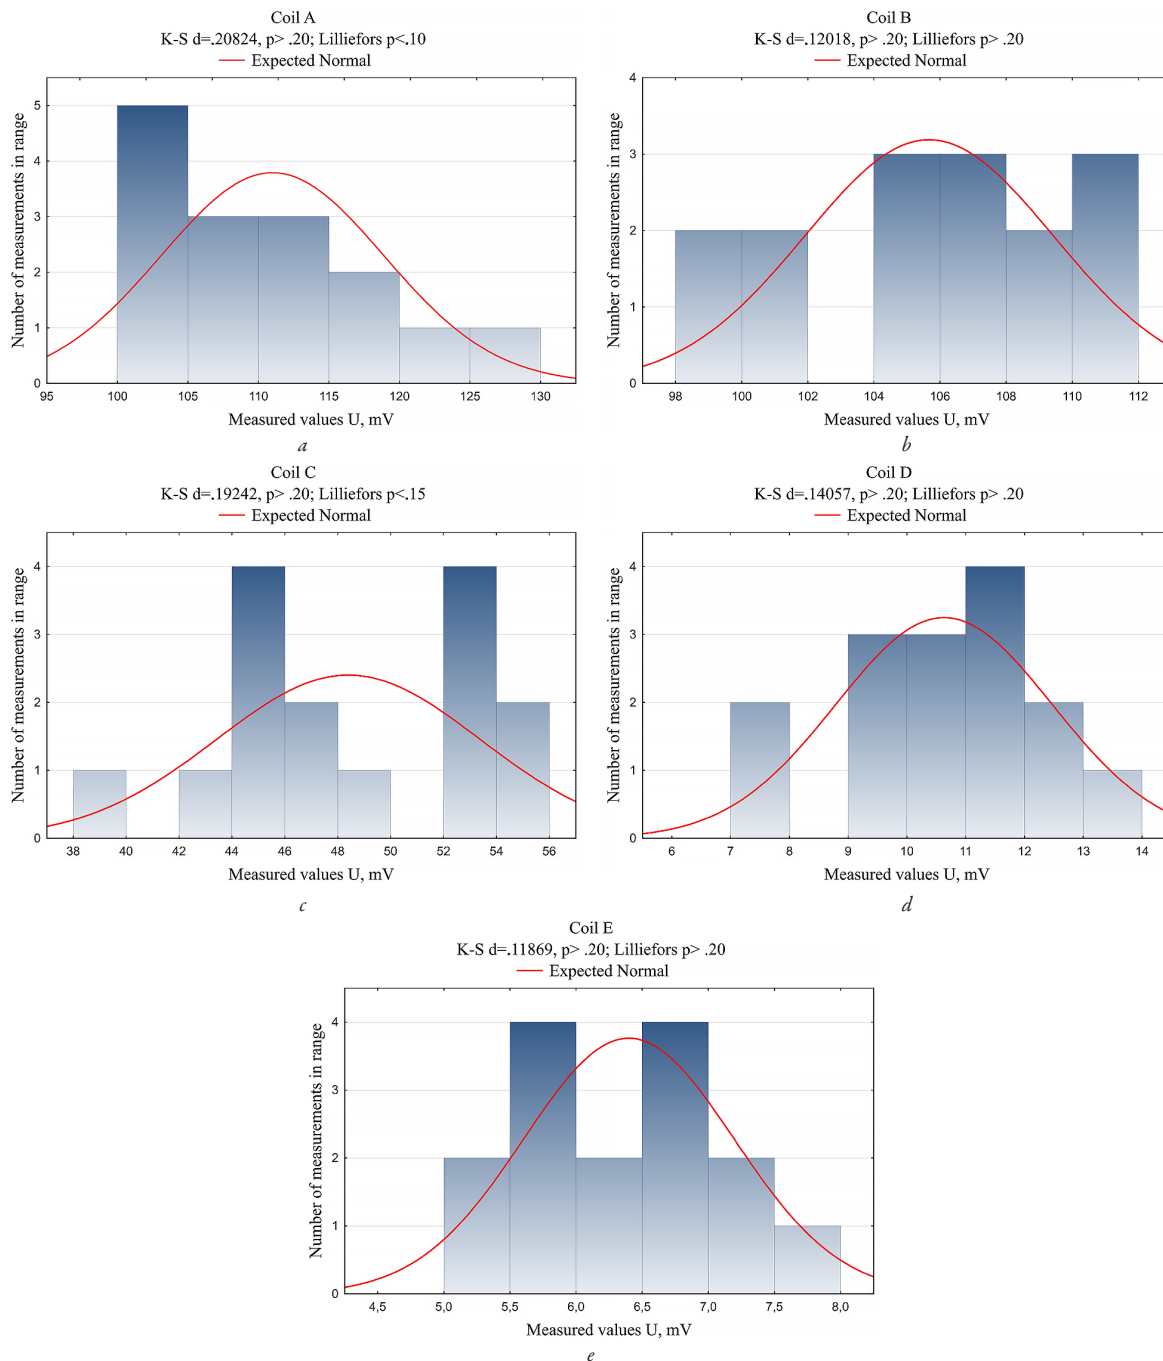 Coil A
K-S d=.20824, p> .20; Lilliefors p<.10
Expected Normal
Number of measurements in range
5
4
3
2
1
0
95 100 105 110 115 120 125 130
Measured values U, mV
a
Coil B
K-S d=.12018, p> .20; Lilliefors p> .20
Expected Normal
Number of measurements in range
4
3
2
1
0
98 100 102 104 106 108 110 112
Measured values U, mV
b
Coil C
K-S d=.19242, p> .20; Lilliefors p<.15
Expected Normal
Number of measurements in range
4
3
2
1
0
38 40 42 44 46 48 50 52 54 56
Measured values U, mV
c
Coil D
K-S d=.14057, p> .20; Lilliefors p> .20
Expected Normal
Number of measurements in range
4
3
2
1
0
6 7 8 9 10 11 12 13 14
Measured values U, mV
d
Coil E
K-S d=.11869, p> .20; Lilliefors p> .20
Expected Normal
Number of measurements in range
4
3
2
1
0
4,5 5,0 5,5 6,0 6,5 7,0 7,5 8,0
Measured values U, mV
e